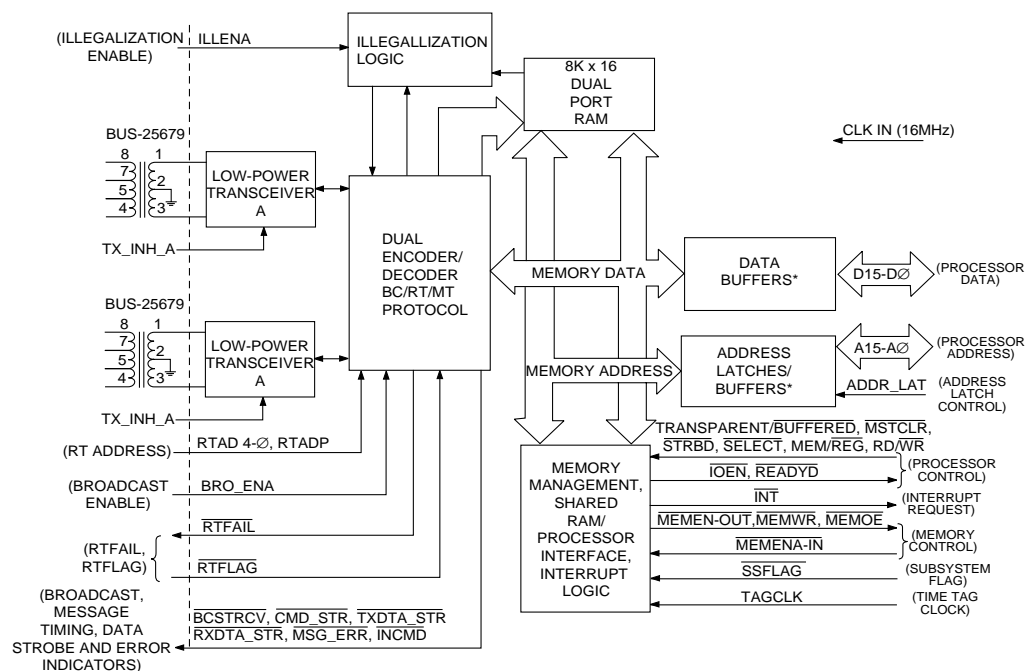 (ILLEGALIZATION
ENABLE)
ILLENA
ILLEGALLIZATION
LOGIC
8K x 16
DUAL
PORT
RAM
CLK IN (16MHz)
BUS-25679
8
7
5
4
1
2
3
LOW-POWER
TRANSCEIVER
A
TX_INH_A
DUAL
ENCODER/
DECODER
BC/RT/MT
PROTOCOL
MEMORY DATA
DATA
BUFFERS*
D15-DØ
(PROCESSOR
DATA)
BUS-25679
8
7
5
4
1
2
3
LOW-POWER
TRANSCEIVER
A
TX_INH_A
MEMORY ADDRESS
ADDRESS
LATCHES/
BUFFERS*
A15-AØ
(PROCESSOR
ADDRESS)
ADDR_LAT
(ADDRESS
LATCH
CONTROL)
(RT ADDRESS)
RTAD 4-Ø, RTADP
(BROADCAST
ENABLE)
BRO_ENA
(RTFAIL,
RTFLAG)
RTFAIL
RTFLAG
(BROADCAST,
MESSAGE
TIMING, DATA
STROBE AND ERROR
INDICATORS)
BCSTRCV, CMD_STR, TXDTA_STR
RXDTA_STR, MSG_ERR, INCMD
MEMORY
MANAGEMENT,
SHARED
RAM/
PROCESSOR
INTERFACE,
INTERRUPT
LOGIC
TRANSPARENT/BUFFERED, MSTCLR,
STRBD, SELECT, MEM/REG, RD/WR
IOEN, READYD
(PROCESSOR
CONTROL)
INT
(INTERRUPT
REQUEST)
MEMEN-OUT, MEMWR, MEMOE
MEMENA-IN
(MEMORY
CONTROL)
SSFLAG
(SUBSYSTEM
FLAG)
TAGCLK
(TIME TAG
CLOCK)